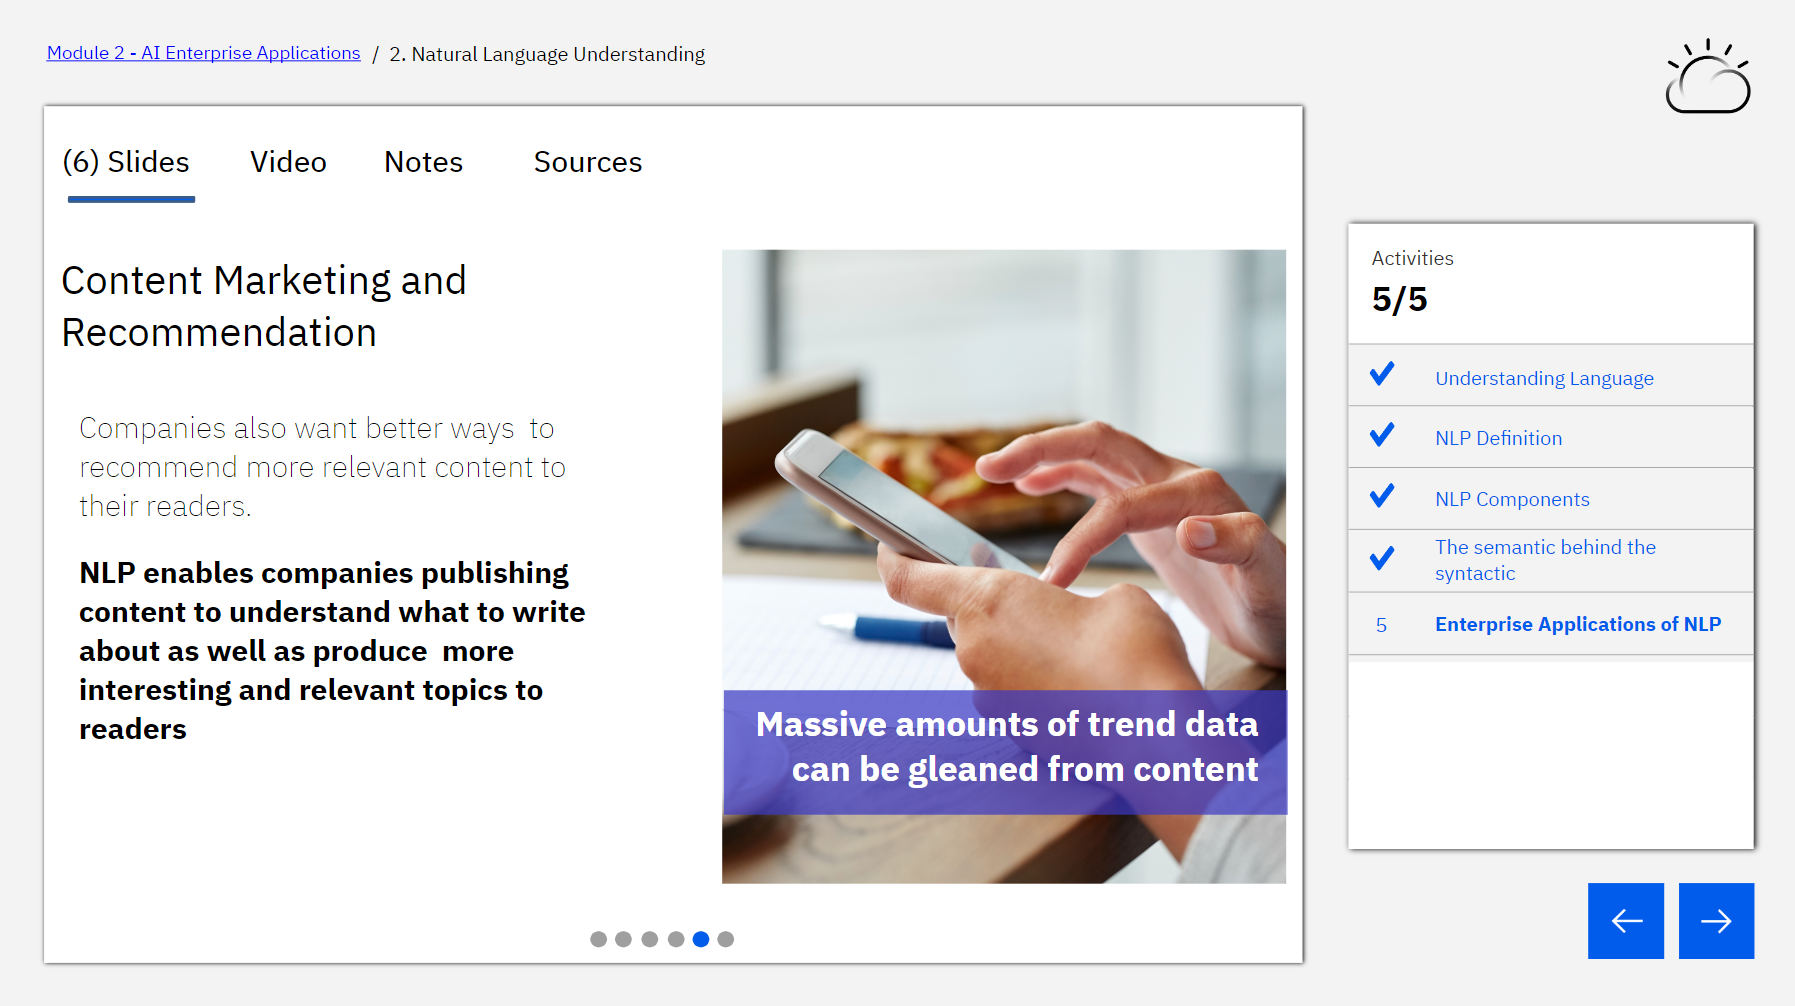 Module 2 - AI Enterprise Applications / 2. Natural Language Understanding
(6) Slides Video Notes Sources
Content Marketing and
Recommendation
Companies also want better ways to
recommend more relevant content to
their readers.
NLP enables companies publishing
content to understand what to write
about as well as produce more
interesting and relevant topics to
readers
Massive amounts of trend data
can be gleaned from content
Activities
5/5
Understanding Language
NLP Definition
NLP Components
The semantic behind the
syntactic
5 Enterprise Applications of NLP